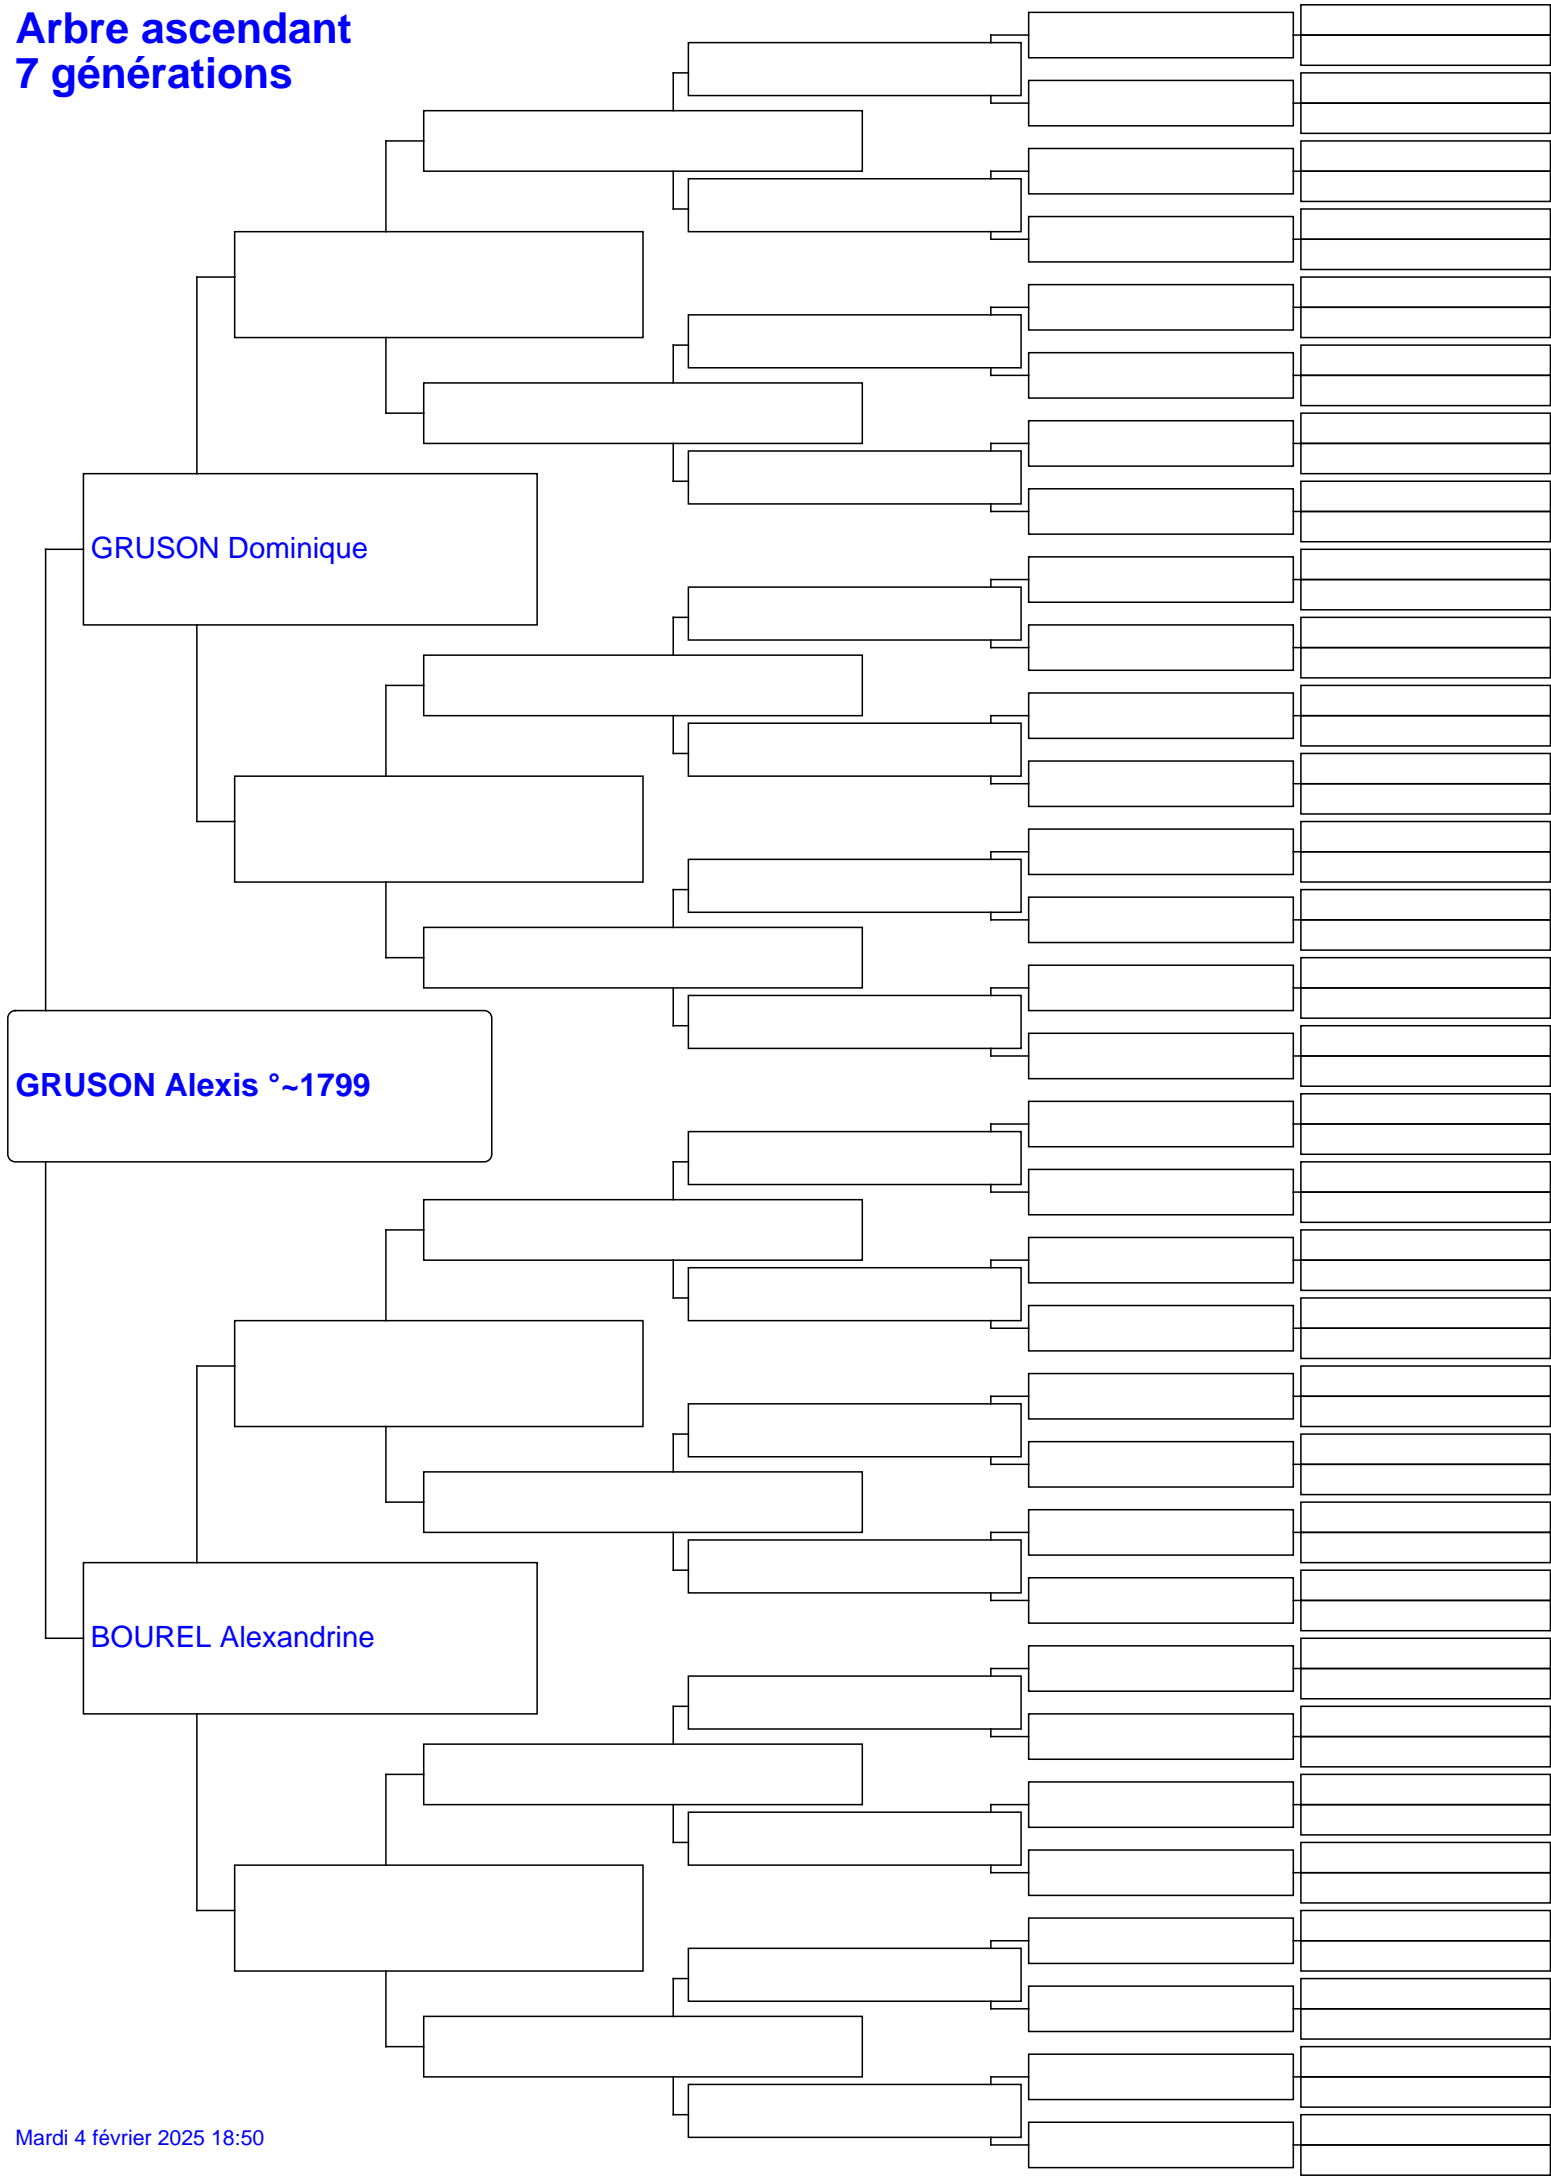 Arbre ascendant
7 générations
GRUSON Dominique
GRUSON Alexis °~1799
BOUREL Alexandrine
Mardi 4 février 2025 18:50